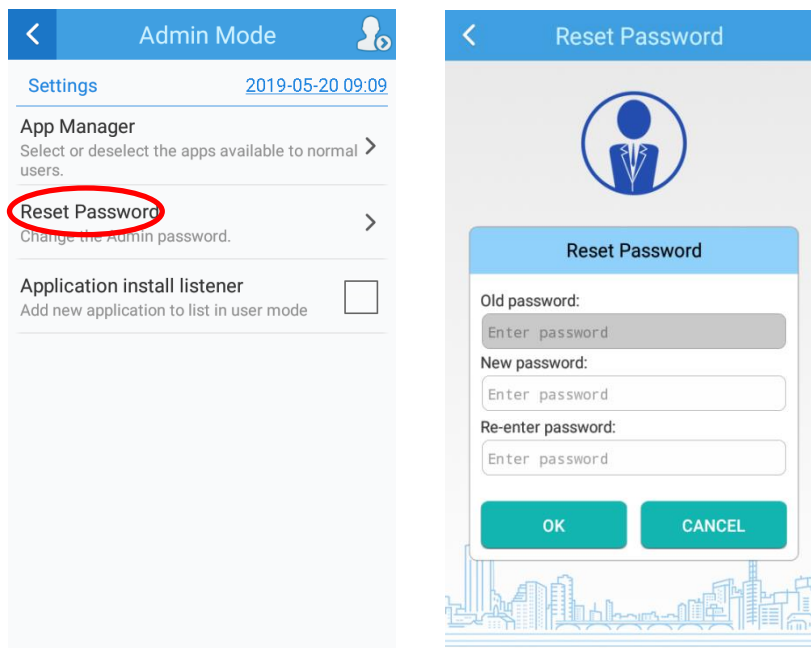 Admin Mode
Settings
2019-05-20 09:09
App Manager
Select or deselect the apps available to normal
users.
Reset Password
Change the Admin password.
Application install listener
Add new application to list in user mode
Reset Password
Reset Password
Old password:
Enter password
New password:
Enter password
Re-enter password:
Enter password
OK
CANCEL